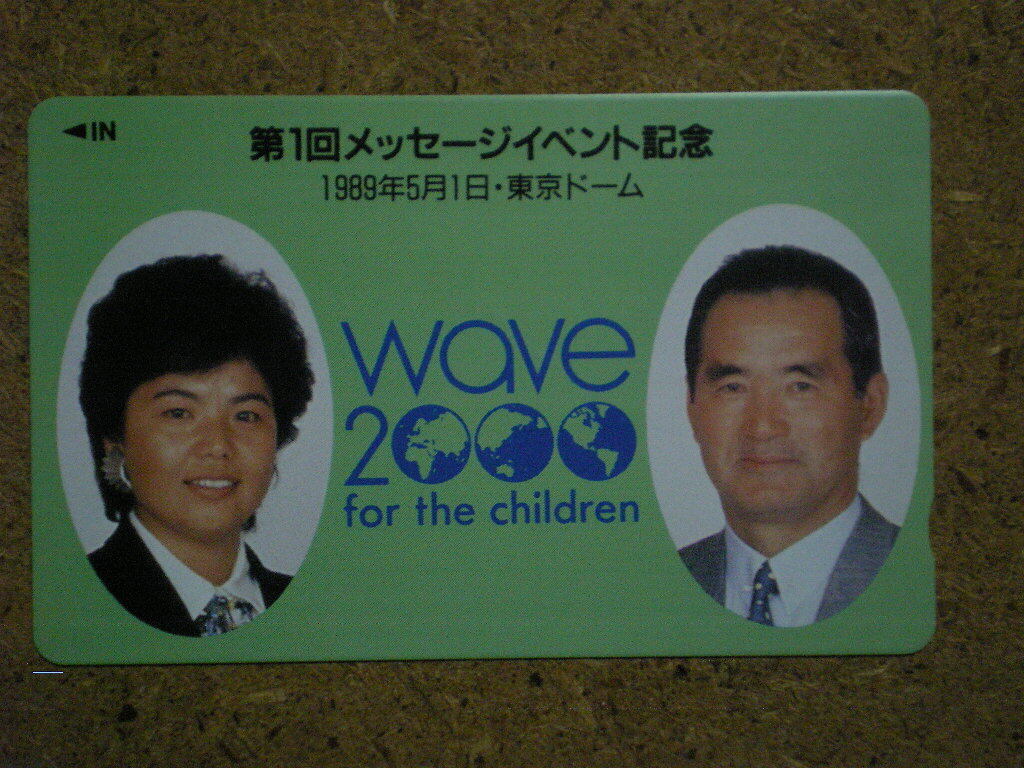 ◀IN
第1回メッセージイベント記念
1989年5月1日・東京ドーム
wave
2000
for the children